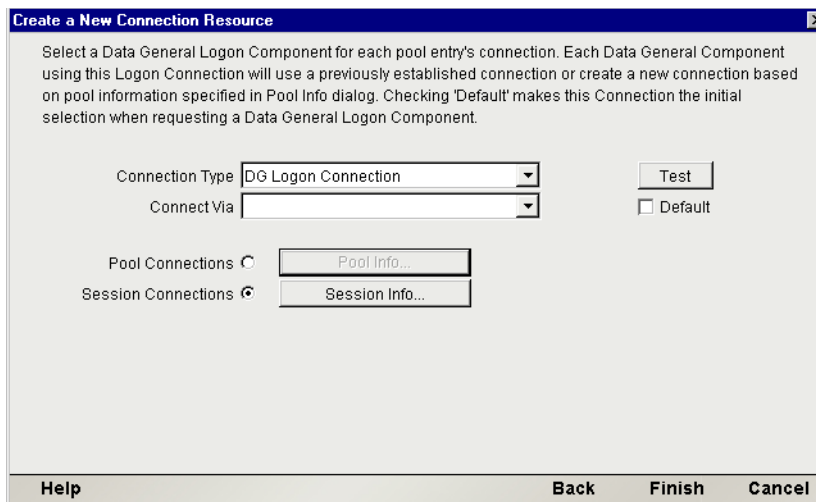 Create a New Connection Resource
Select a Data General Logon Component for each pool entry's connection. Each Data General Component
using this Logon Connection will use a previously established connection or create a new connection based
on pool information specified in Pool Info dialog. Checking 'Default' makes this Connection the initial
selection when requesting a Data General Logon Component.
Connection Type DG Logon Connection Test
Connect Via Default
Pool Connections Pool Info...
Session Connections Session Info...
Help Back Finish Cancel